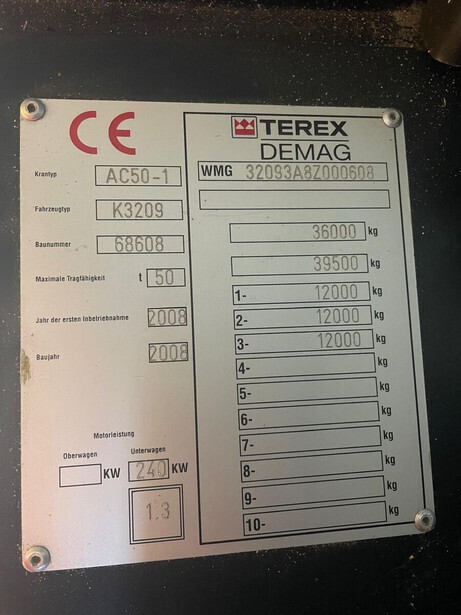 CE
Krantyp AC50-1
Fahrzeugtyp K3209
Baunummer 68608
Maximale Tragfähigkeit t 50
Jahr der ersten Inbetriebnahme 2008
Baujahr 2008
Motorleistung
Oberwagen Unterwagen
KW 240 KW
1.3
TEREX
DEMAG
WMG 32093A8Z000608
36000 kg
39500 kg
1- 12000 kg
2- 12000 kg
3- 12000 kg
4- kg
5- kg
6- kg
7- kg
8- kg
9- kg
10- kg